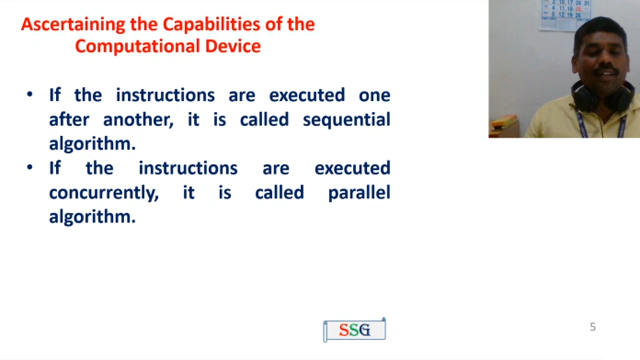 Ascertaining the Capabilities of the
Computational Device
• If the instructions are executed one
after another, it is called sequential
algorithm.
• If the instructions are executed
concurrently, it is called parallel
algorithm.
SSG
5